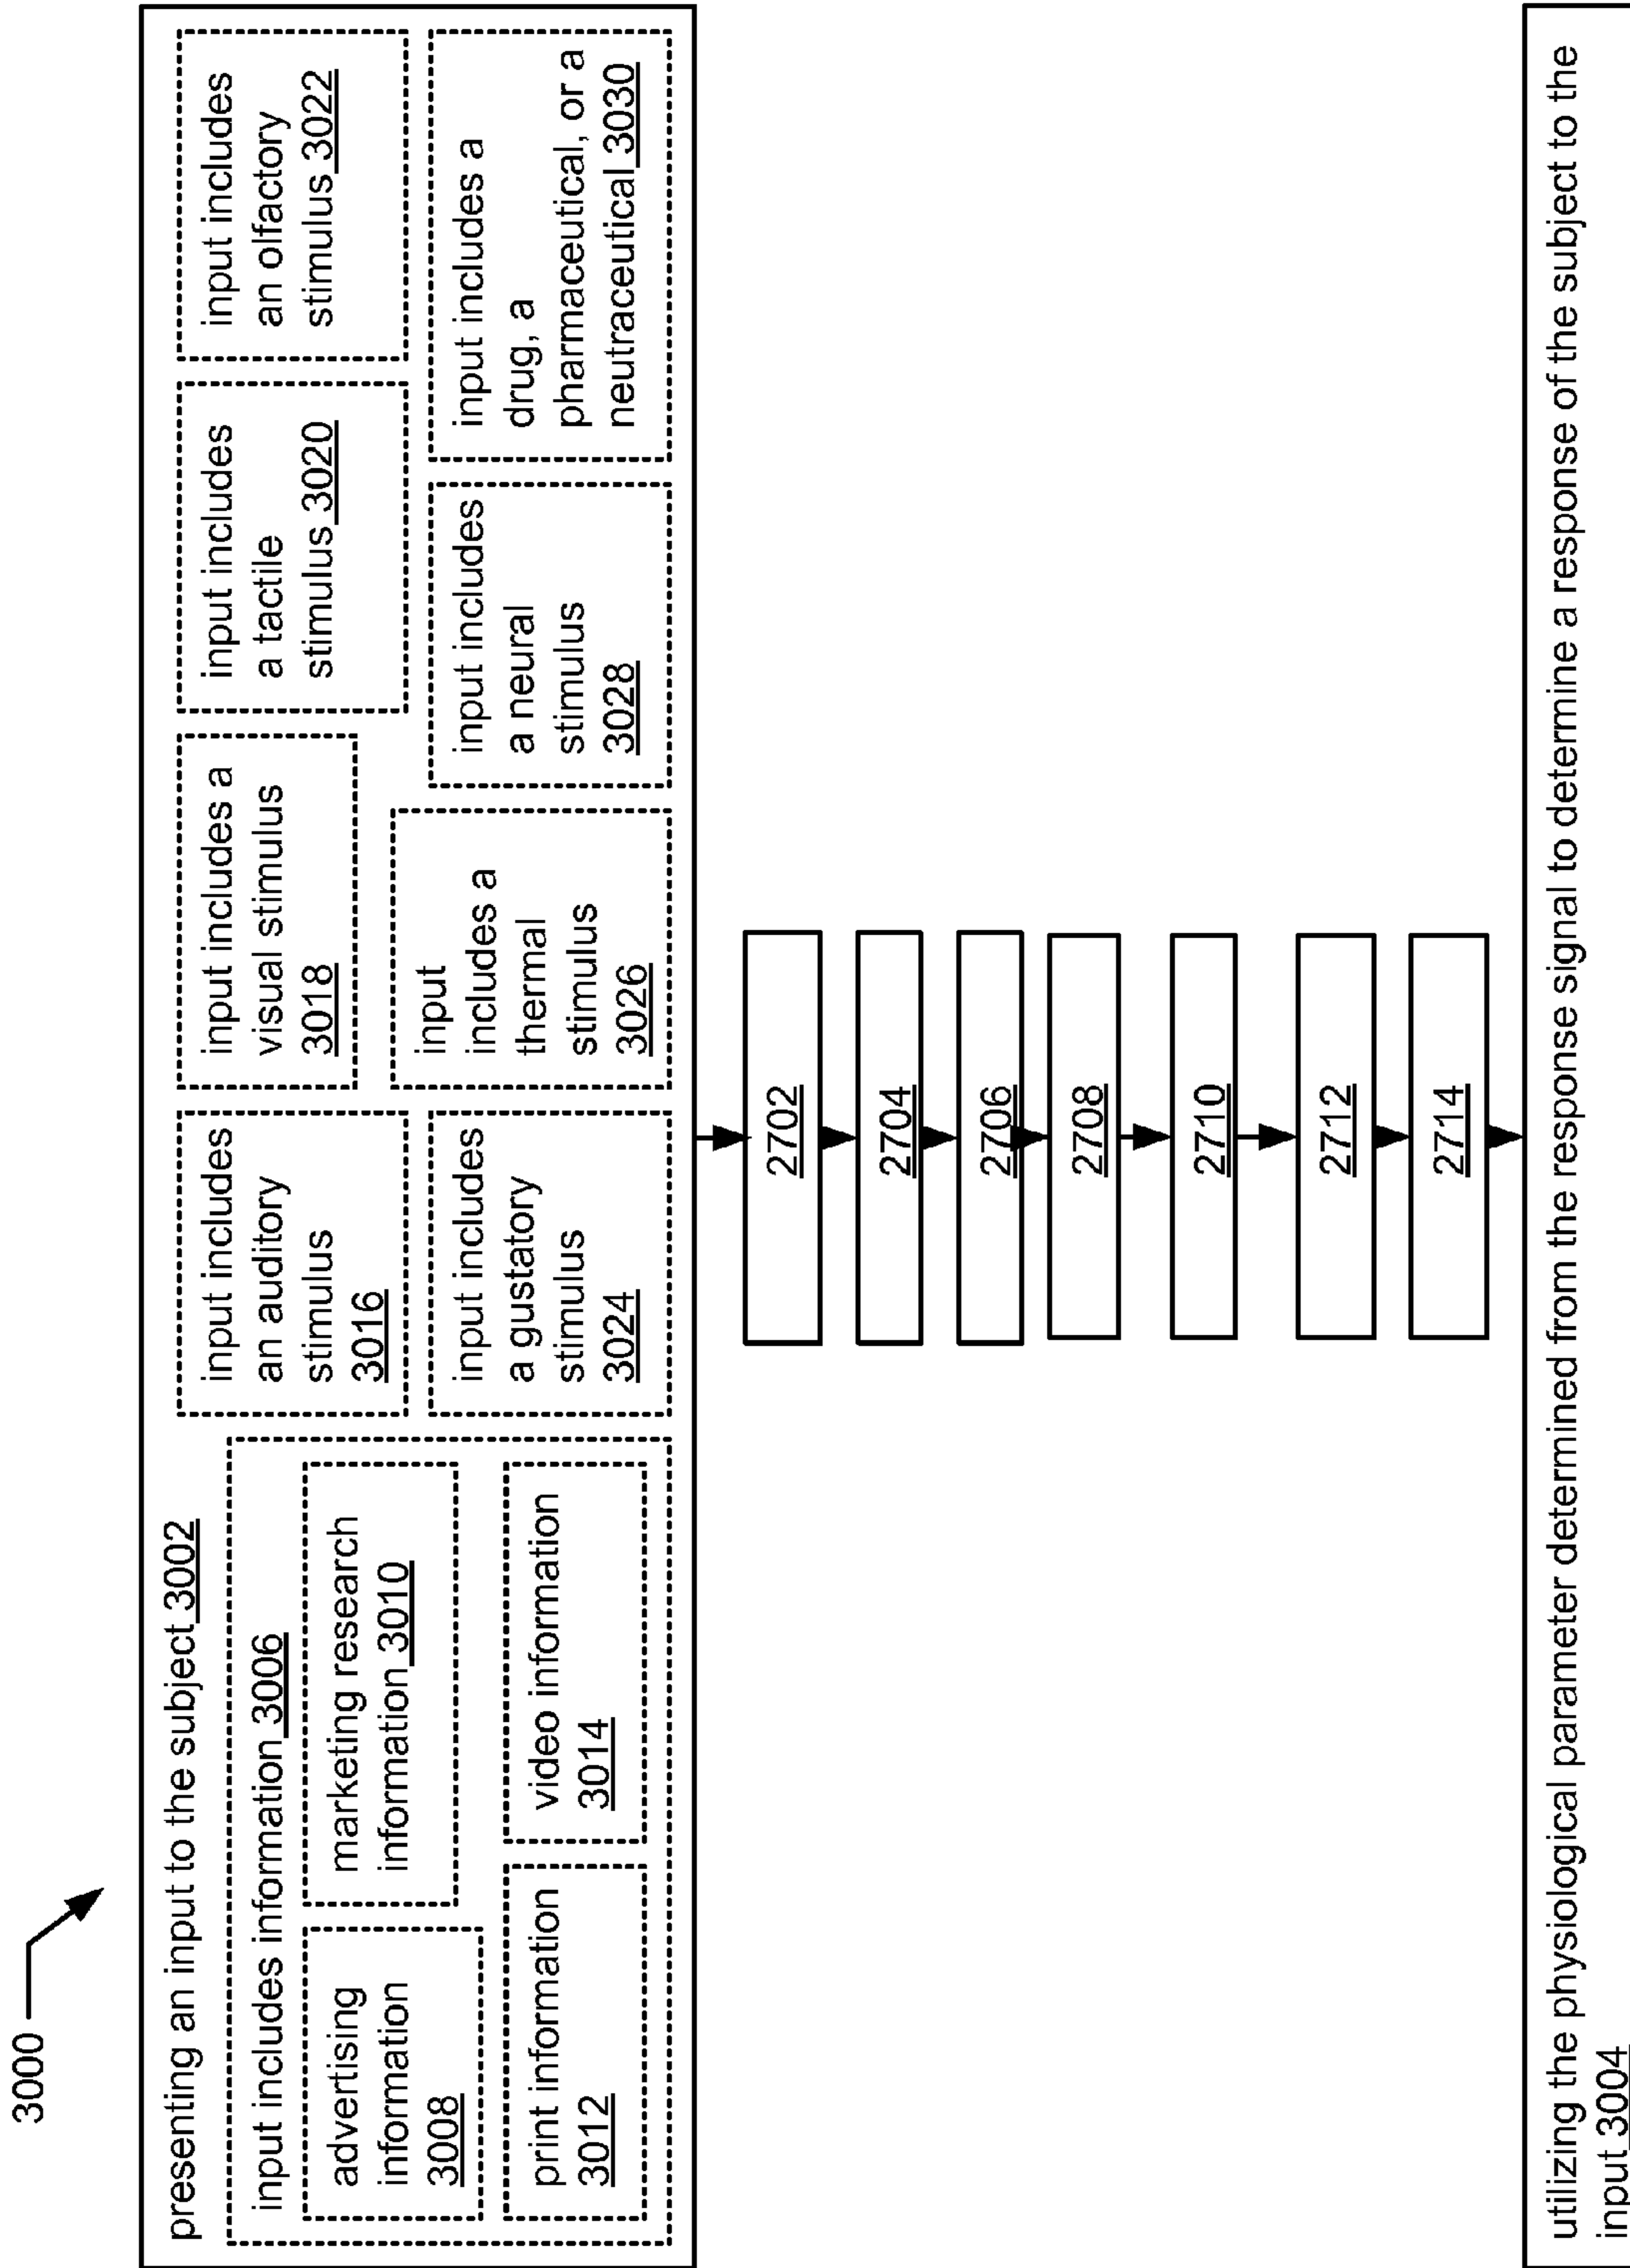 3000
presenting an input to the subject 3002
input includes information 3006
advertising
information
3008
marketing research
information 3010
print information
3012
video information
3014
input includes
an auditory
stimulus
3016
input includes a
visual stimulus
3018
input includes
a tactile
stimulus 3020
input includes
an olfactory
stimulus 3022
input includes
a gustatory
stimulus
3024
input
includes a
thermal
stimulus
3026
input includes
a neural
stimulus
3028
input includes a
drug, a
pharmaceutical, or a
neutraceutical 3030
2702
2704
2706
2708
2710
2712
2714
utilizing the physiological parameter determined from the response signal to determine a response of the subject to the
input 3004